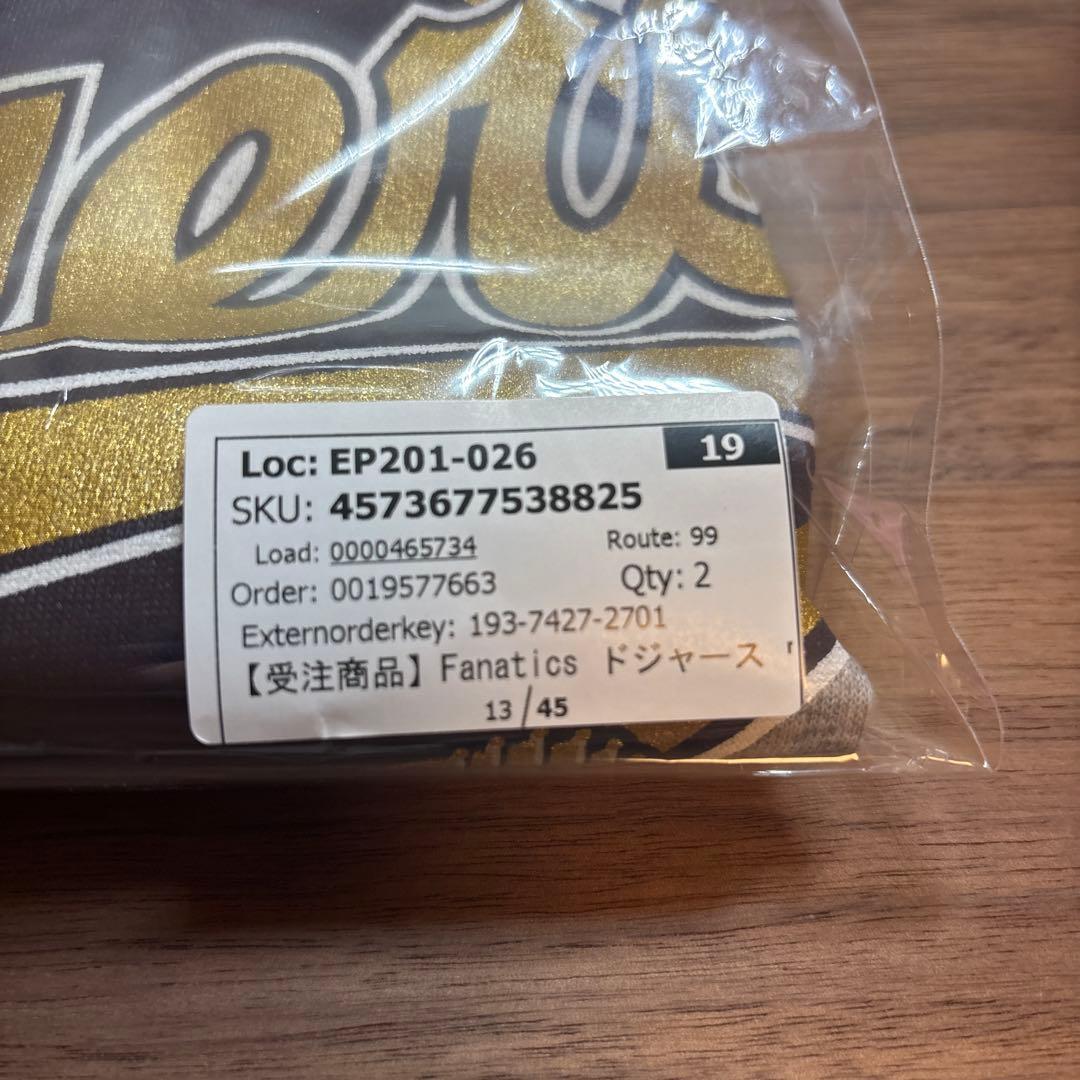 Loc: EP201-026 19
SKU: 4573677538825
Load: 0000465734 Route: 99
Order: 0019577663 Qty: 2
Externorderkey: 193-7427-2701
【受注商品】Fanatics ドジャース
13/45